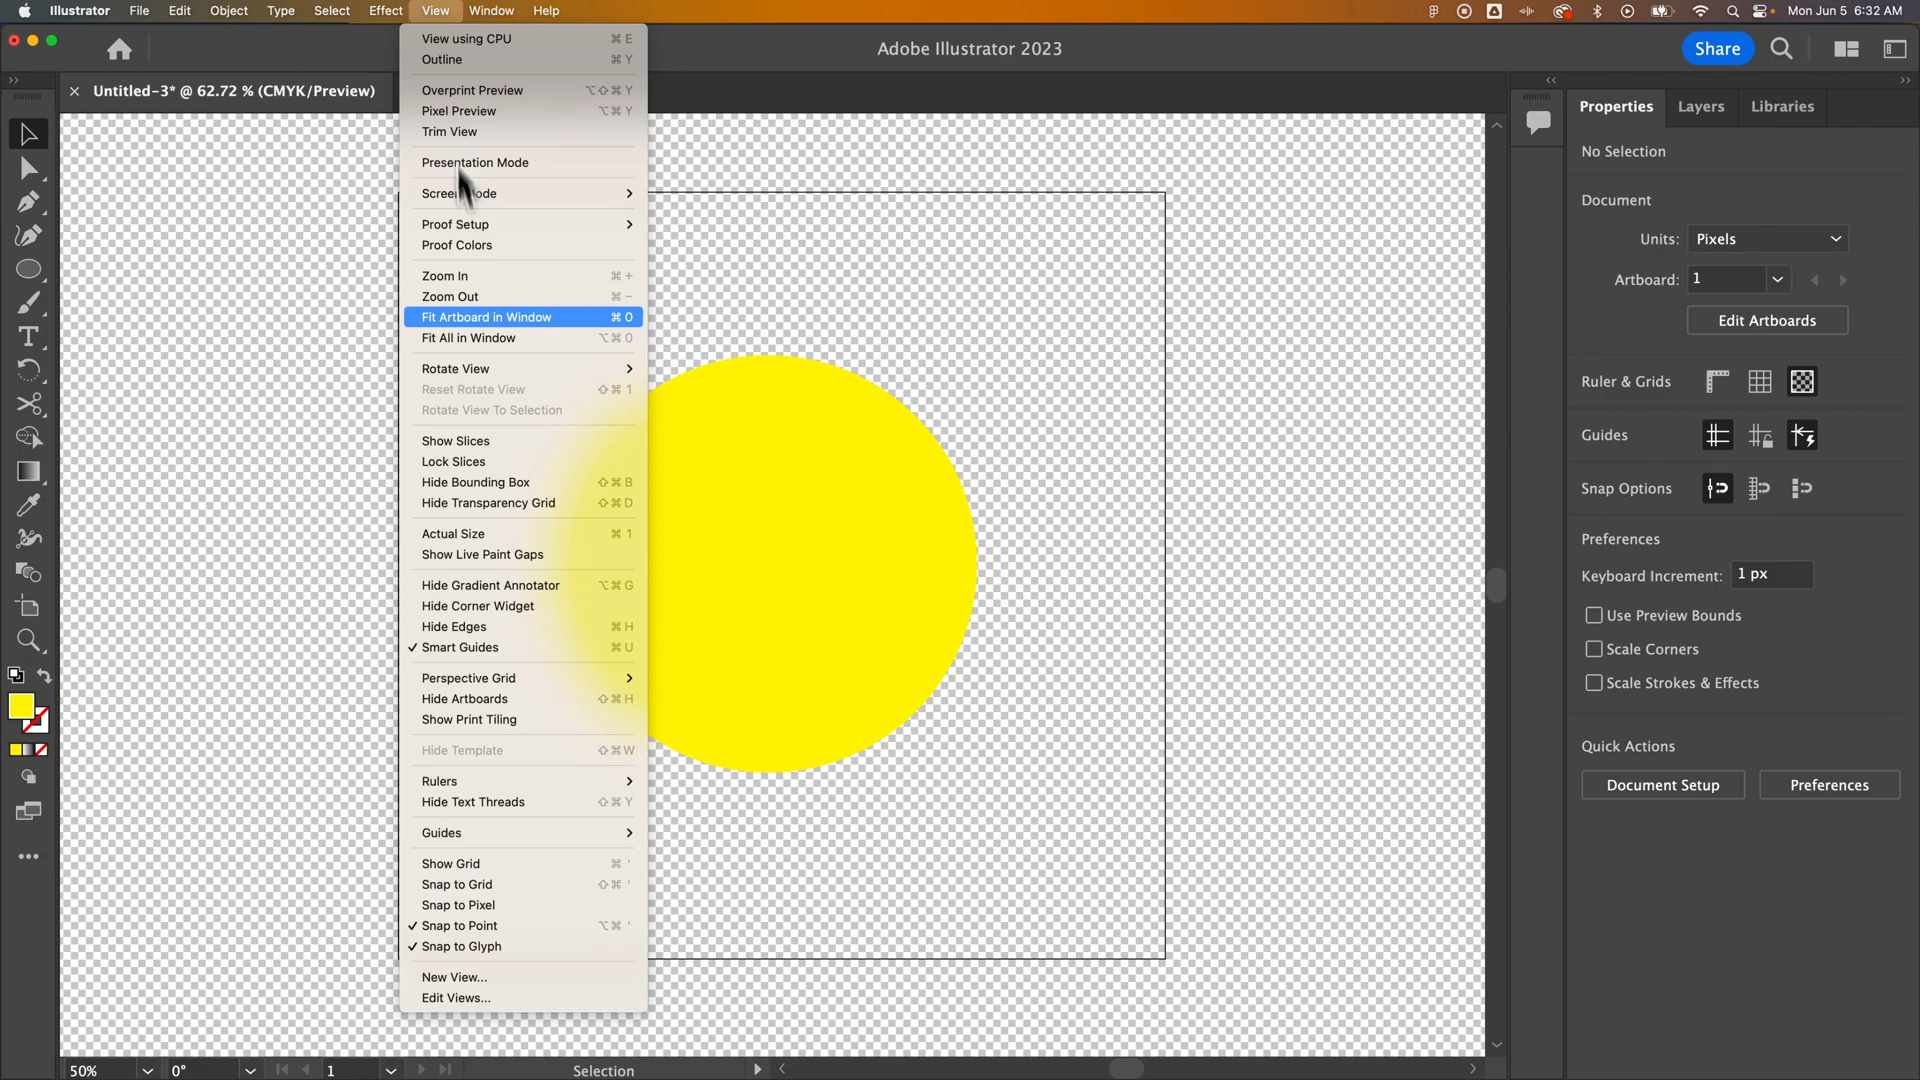 Illustrator File Edit Object Type Select Effect View Window Help
Mon Jun 5 6:32 AM
Adobe Illustrator 2023
Share
Untitled-3* @ 62.72 % (CMYK/Preview)
View using CPU ⌘ E
Outline ⌘ Y
Overprint Preview ⌥⇧⌘ Y
Pixel Preview ⌥⌘ Y
Trim View
Presentation Mode
Screen Mode
Proof Setup
Proof Colors
Zoom In ⌘ +
Zoom Out ⌘ −
Fit Artboard in Window ⌘ 0
Fit All in Window ⌥⌘ 0
Rotate View
Reset Rotate View ⇧⌘ 1
Rotate View To Selection
Show Slices
Lock Slices
Hide Bounding Box ⇧⌘ B
Hide Transparency Grid ⇧⌘ D
Actual Size ⌘ 1
Show Live Paint Gaps
Hide Gradient Annotator ⌥⌘ G
Hide Corner Widget
Hide Edges ⌘ H
✓ Smart Guides ⌘ U
Perspective Grid
Hide Artboards ⇧⌘ H
Show Print Tiling
Hide Template ⇧⌘ W
Rulers
Hide Text Threads ⇧⌘ Y
Guides
Show Grid ⌘ '
Snap to Grid ⇧⌘ '
Snap to Pixel
✓ Snap to Point ⌥⌘ '
✓ Snap to Glyph
New View...
Edit Views...
Properties Layers Libraries
No Selection
Document
Units: Pixels
Artboard: 1
Edit Artboards
Ruler & Grids
Guides
Snap Options
Preferences
Keyboard Increment: 1 px
Use Preview Bounds
Scale Corners
Scale Strokes & Effects
Quick Actions
Document Setup Preferences
50% 0° 1 Selection